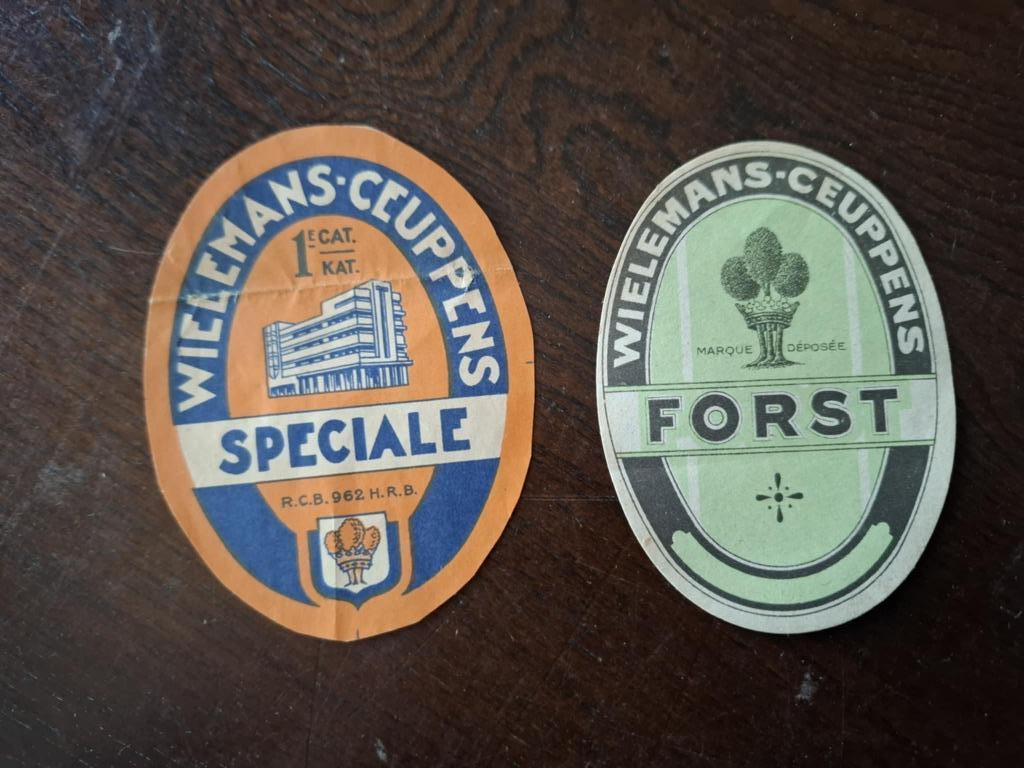 WIELEMANS-CEUPPENS
1E CAT.
KAT.
SPECIALE
R.C.B. 962 H.R.B.
WIELEMANS-CEUPPENS
MARQUE DÉPOSÉE
FORST